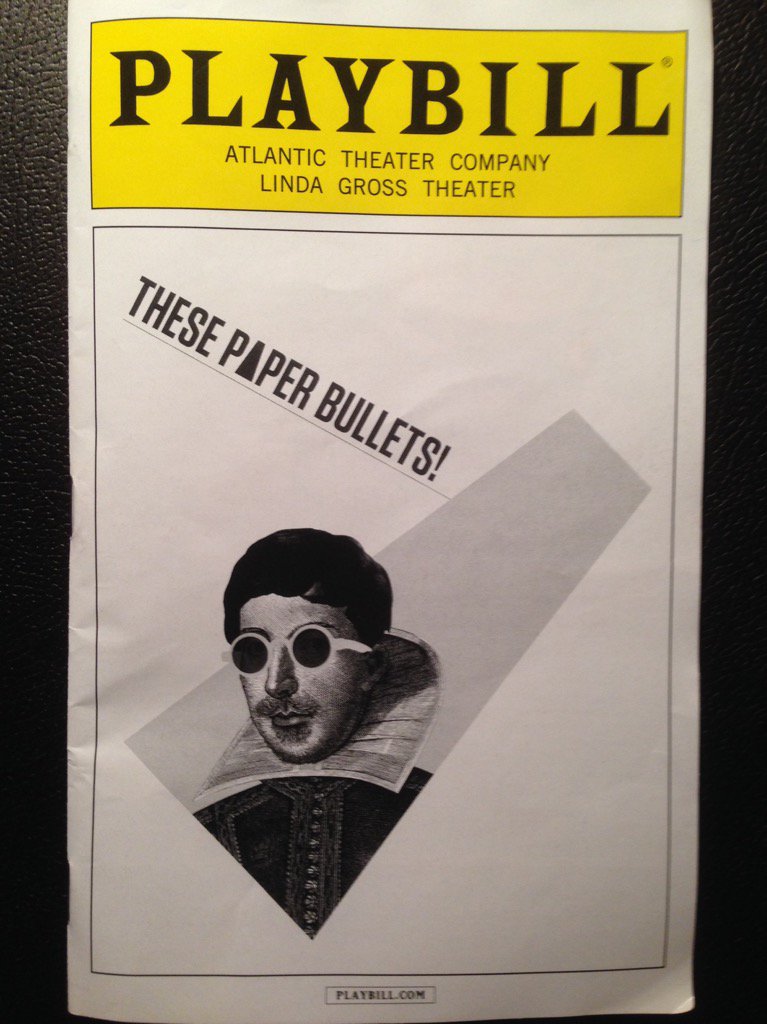 PLAYBILL®
ATLANTIC THEATER COMPANY
LINDA GROSS THEATER
THESE PAPER BULLETS!
PLAYBILL.COM